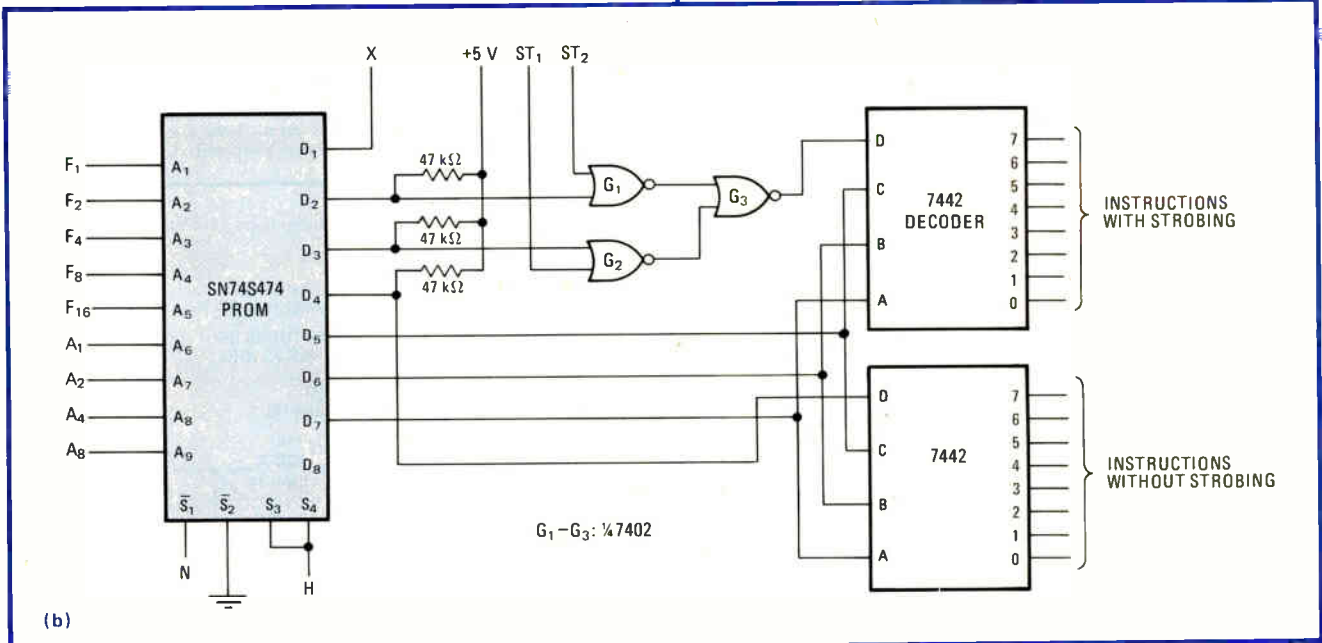 X +5 V ST₁ ST₂
F₁ A₁ D₁
F₂ A₂ D₂ 47 kΩ G₁
F₄ A₃ D₃ 47 kΩ G₂ G₃
F₈ A₄ D₄ 47 kΩ
F₁₆ A₅ D₅
A₁ A₆ D₆
A₂ A₇ D₇
A₄ A₈ D₈
A₈ A₉
SN74S474
PROM
S̄₁ S̄₂ S₃ S₄
N H
D
C
B
A
7442
DECODER
7
6
5
4
3
2
1
0
INSTRUCTIONS
WITH STROBING
D
C
B
A
7442
7
6
5
4
3
2
1
0
INSTRUCTIONS
WITHOUT STROBING
G₁–G₃: ¼ 7402
(b)